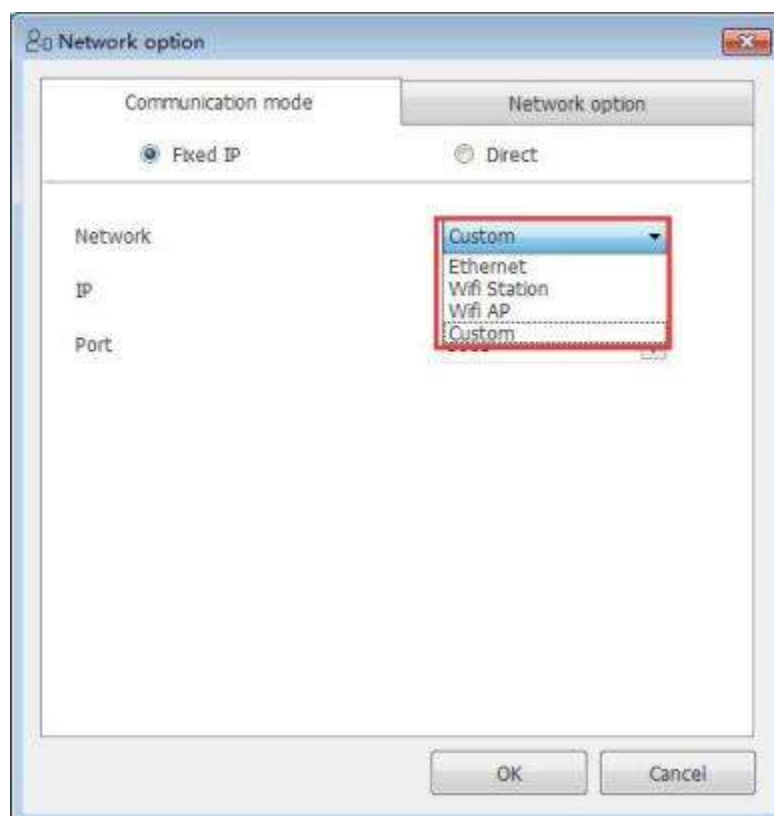 Network option
Communication mode Network option
Fixed IP Direct
Network Custom
Ethernet
IP Wifi Station
Wifi AP
Port Custom
OK Cancel